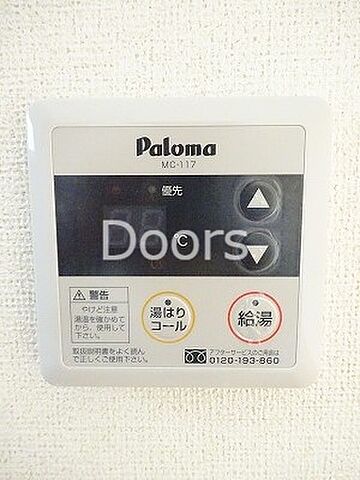 Paloma
MC-117
優先
88
℃
Doors
警告
やけど注意
湯温を確かめて
から、使用して
下さい。
取扱説明書をよく読ん
で正しくご使用下さい。
湯はり
コール
給湯
アフターサービスのご用命は
0120-193-860